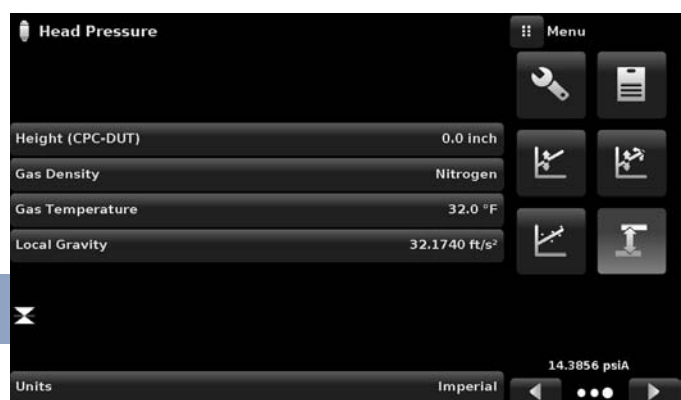 Head Pressure
Menu
Height (CPC-DUT) 0.0 inch
Gas Density Nitrogen
Gas Temperature 32.0 °F
Local Gravity 32.1740 ft/s²
14.3856 psiA
Units Imperial